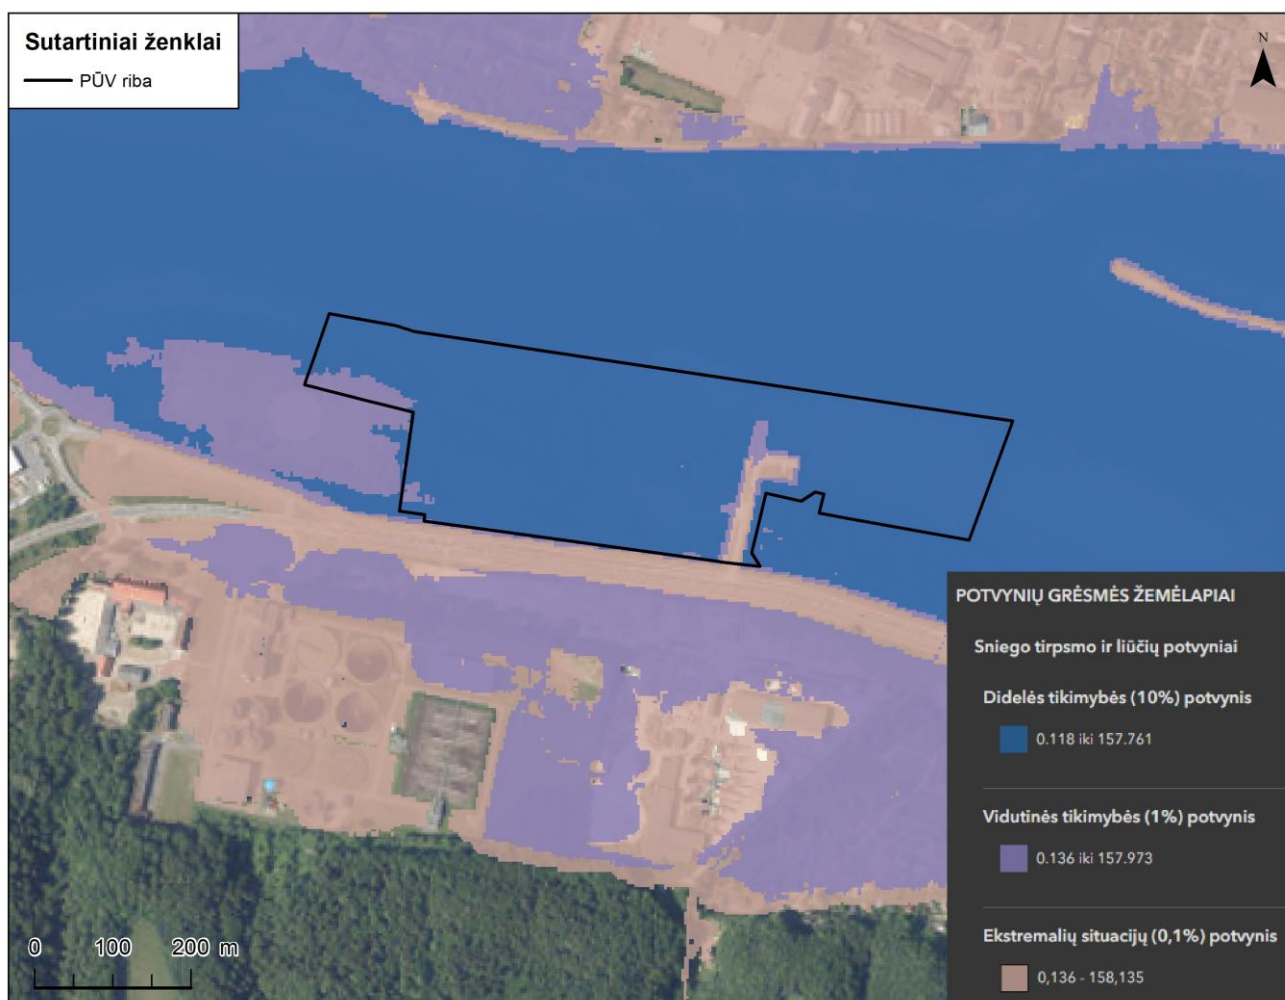 Sutartiniai ženklai
PŪV riba
N
POTVYNIŲ GRĖSMĖS ŽEMĖLAPIAI
Sniego tirpsmo ir liūčių potvyniai
Didelės tikimybės (10%) potvynis
0.118 iki 157.761
Vidutinės tikimybės (1%) potvynis
0.136 iki 157.973
Ekstremalių situacijų (0,1%) potvynis
0,136 - 158,135
0 100 200 m